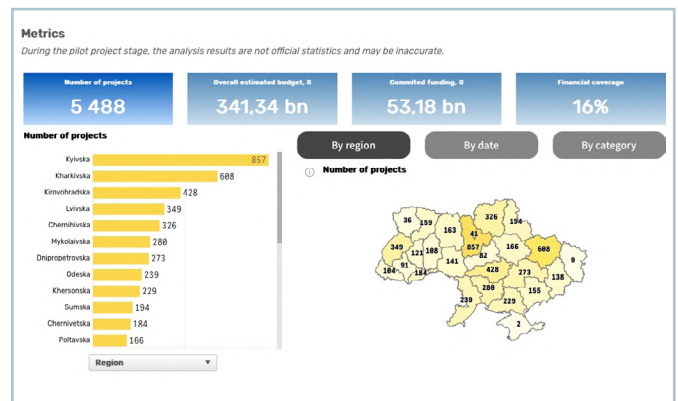 Metrics
During the pilot project stage, the analysis results are not official statistics and may be inaccurate.
Number of projects
5 488
Overall estimated budget, ₴
341,34 bn
Commited funding, ₴
53,18 bn
Financial coverage
16%
Number of projects
Kyivska 857
Kharkivska 608
Kirovohradska 428
Lvivska 349
Chernihivska 326
Mykolaivska 280
Dnipropetrovska 273
Odeska 239
Khersonska 229
Sumska 194
Chernivetska 184
Poltavska 166
Region
By region
By date
By category
Number of projects
36
159
163
41
326
194
349
121
108
857
82
166
608
9
104
91
184
141
428
273
138
280
155
239
229
2